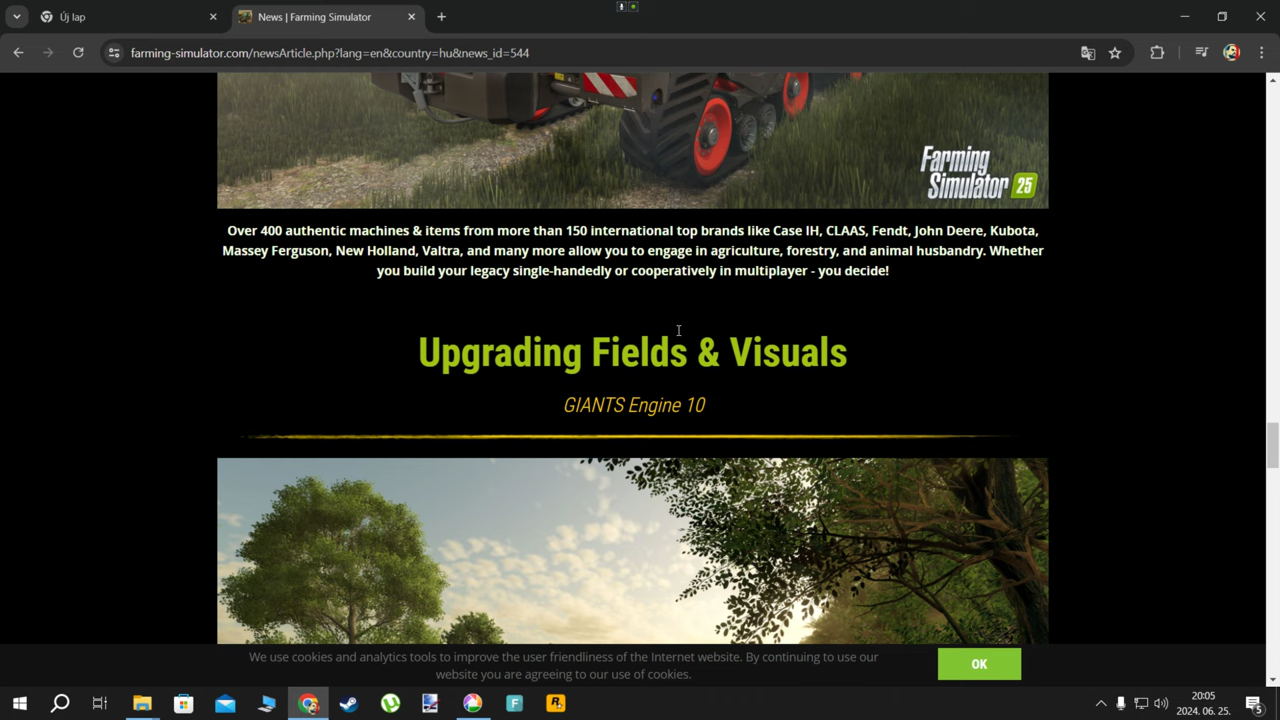 Új lap
News | Farming Simulator
farming-simulator.com/newsArticle.php?lang=en&country=hu&news_id=544
Farming
Simulator 25
Over 400 authentic machines & items from more than 150 international top brands like Case IH, CLAAS, Fendt, John Deere, Kubota,
Massey Ferguson, New Holland, Valtra, and many more allow you to engage in agriculture, forestry, and animal husbandry. Whether
you build your legacy single-handedly or cooperatively in multiplayer - you decide!
Upgrading Fields & Visuals
GIANTS Engine 10
We use cookies and analytics tools to improve the user friendliness of the Internet website. By continuing to use our
website you are agreeing to our use of cookies.
OK
20:05
2024. 06. 25.
5